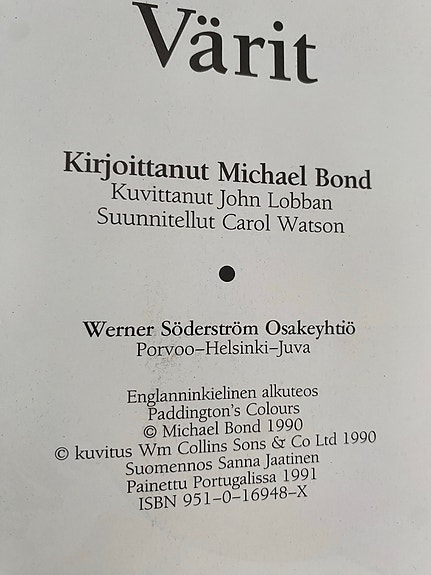 Värit
Kirjoittanut Michael Bond
Kuvittanut John Lobban
Suunnitellut Carol Watson
Werner Söderström Osakeyhtiö
Porvoo–Helsinki–Juva
Englanninkielinen alkuteos
Paddington's Colours
© Michael Bond 1990
© kuvitus Wm Collins Sons & Co Ltd 1990
Suomennos Sanna Jaatinen
Painettu Portugalissa 1991
ISBN 951–0–16948–X